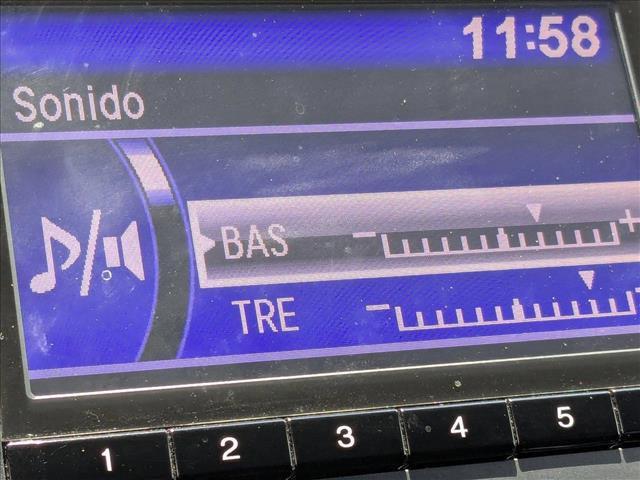 11:58
Sonido
BAS - +
TRE -
1 2 3 4 5